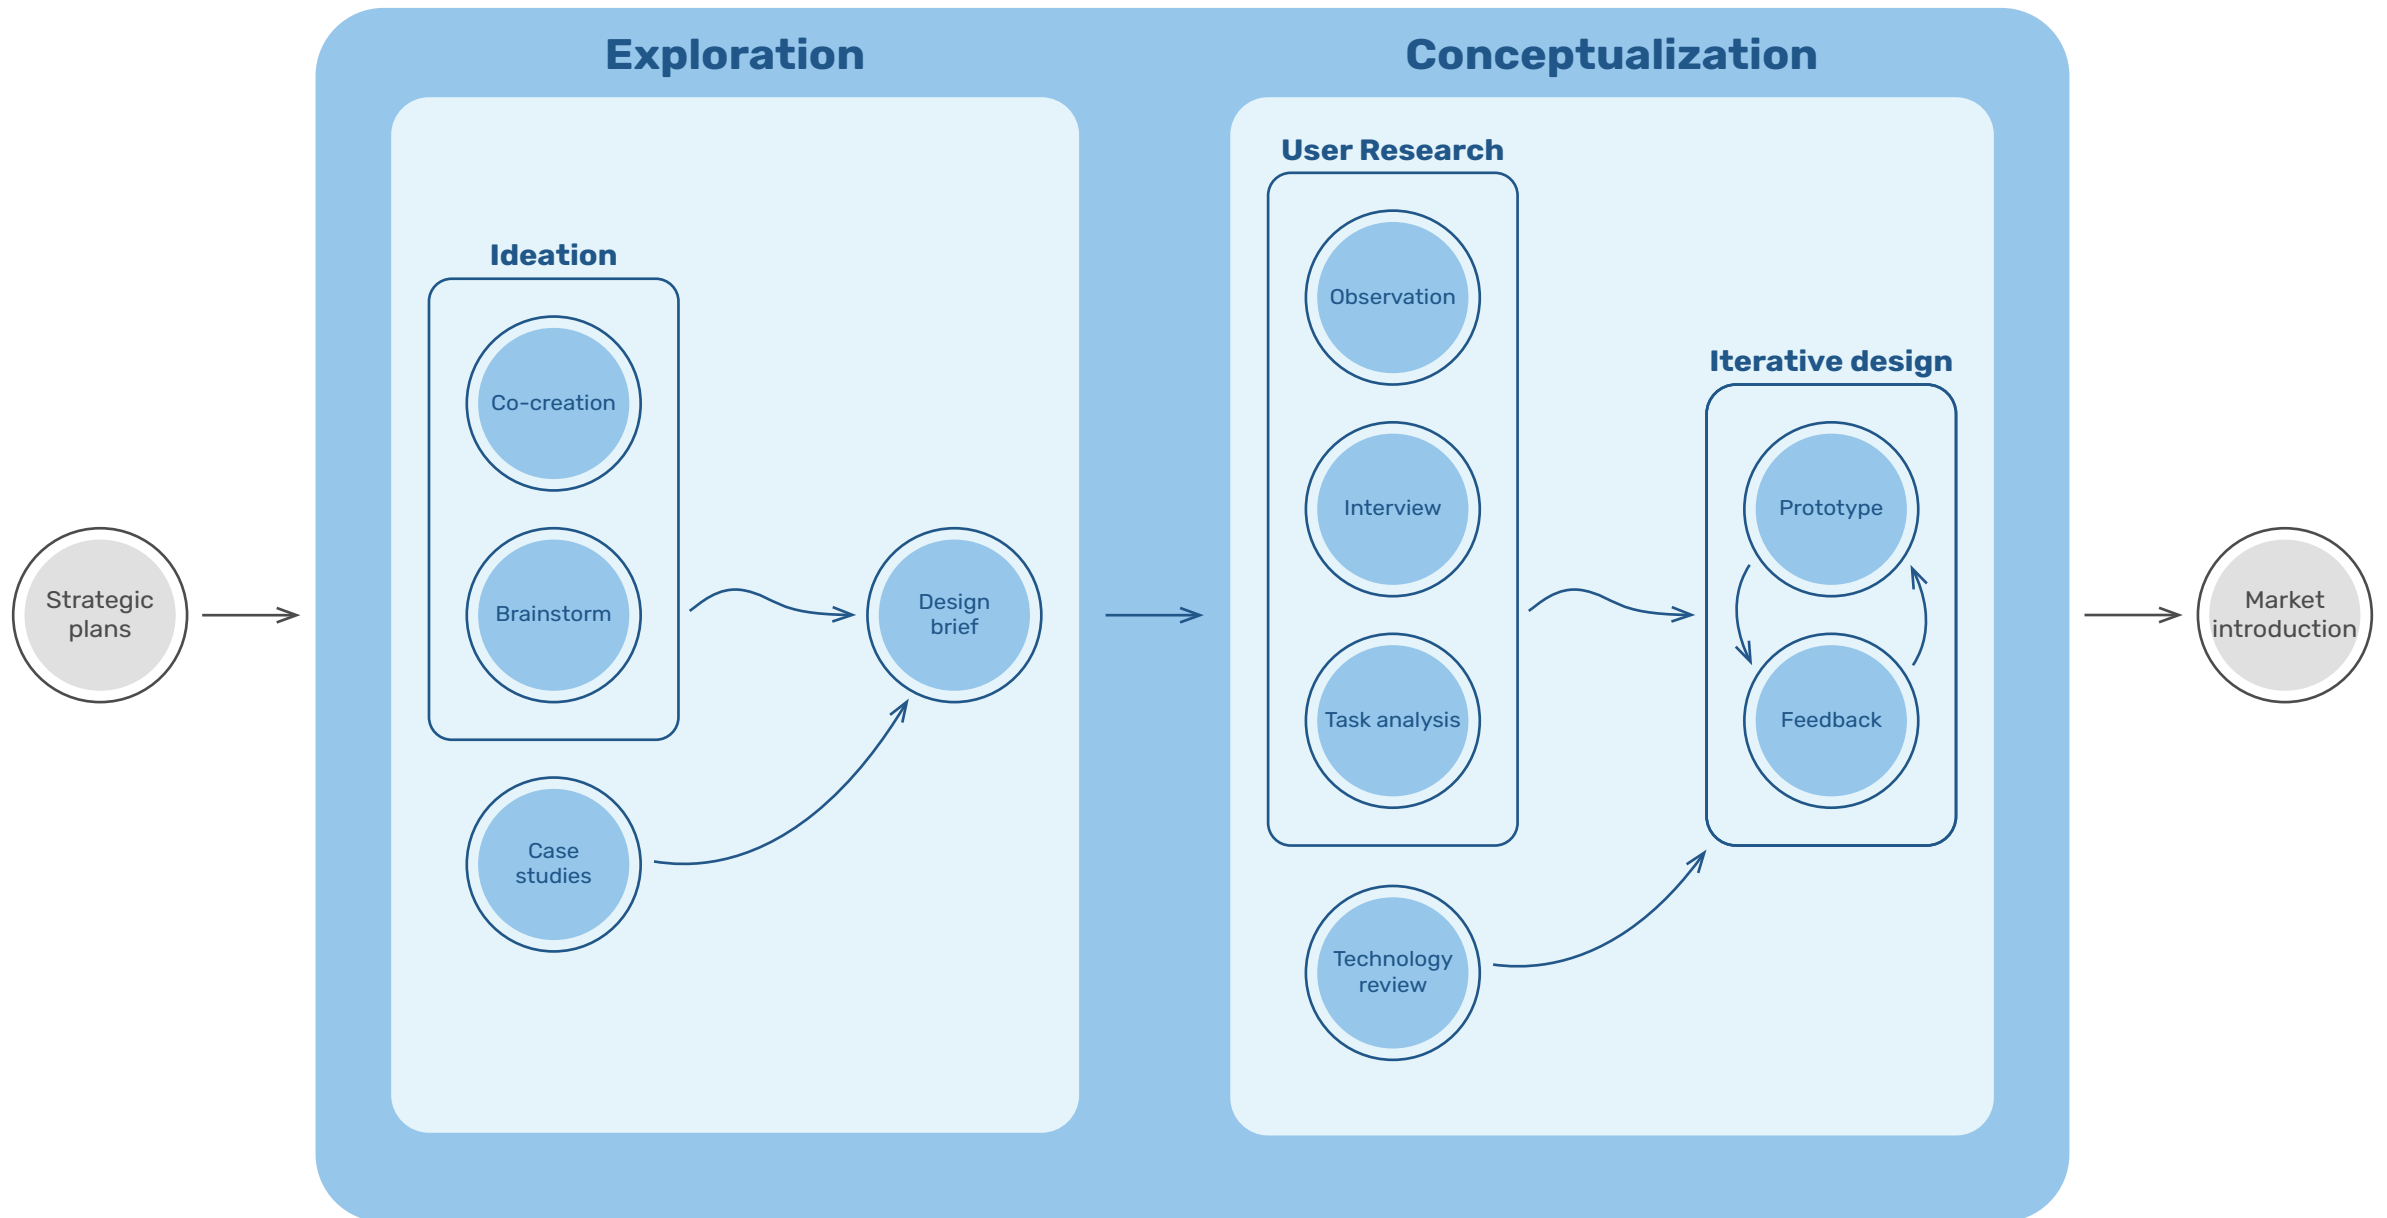 Strategic
plans
Exploration
Ideation
Co-creation
Brainstorm
Case
studies
Design
brief
Conceptualization
User Research
Observation
Interview
Task analysis
Technology
review
Iterative design
Prototype
Feedback
Market
introduction